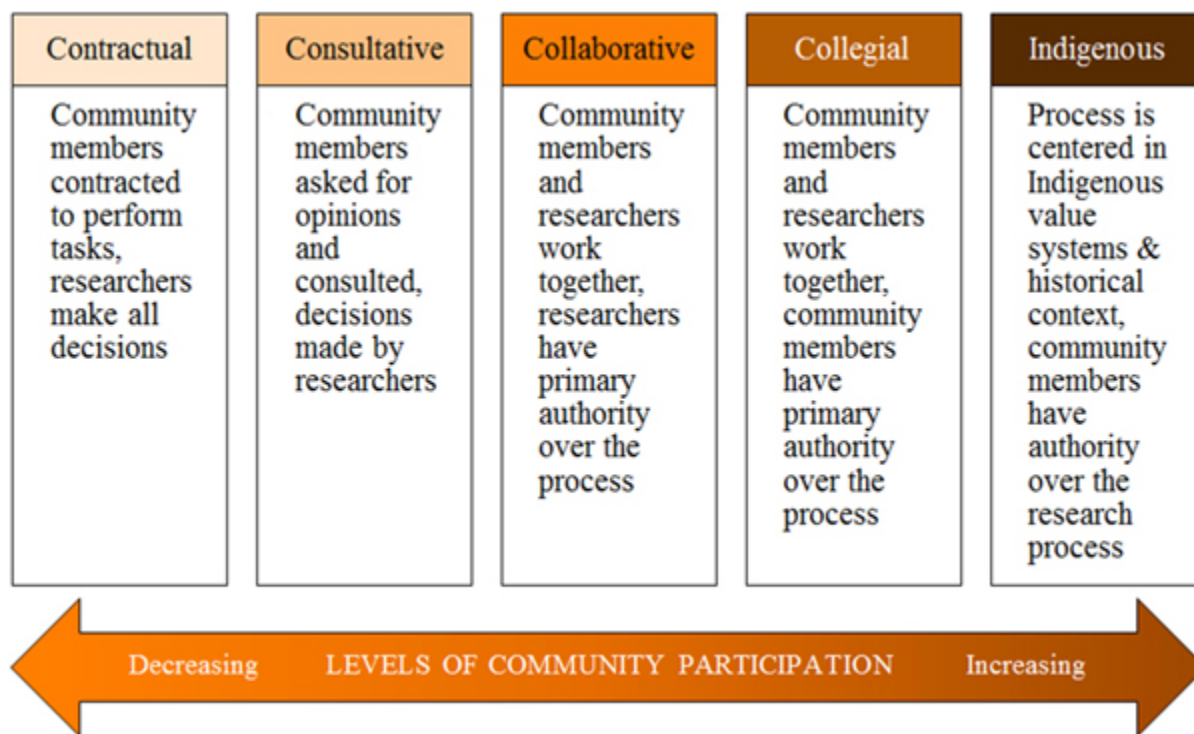 Contractual
Community
members
contracted
to perform
tasks,
researchers
make all
decisions
Consultative
Community
members
asked for
opinions
and
consulted,
decisions
made by
researchers
Collaborative
Community
members
and
researchers
work
together,
researchers
have
primary
authority
over the
process
Collegial
Community
members
and
researchers
work
together,
community
members
have
primary
authority
over the
process
Indigenous
Process is
centered in
Indigenous
value
systems &
historical
context,
community
members
have
authority
over the
research
process
Decreasing LEVELS OF COMMUNITY PARTICIPATION Increasing